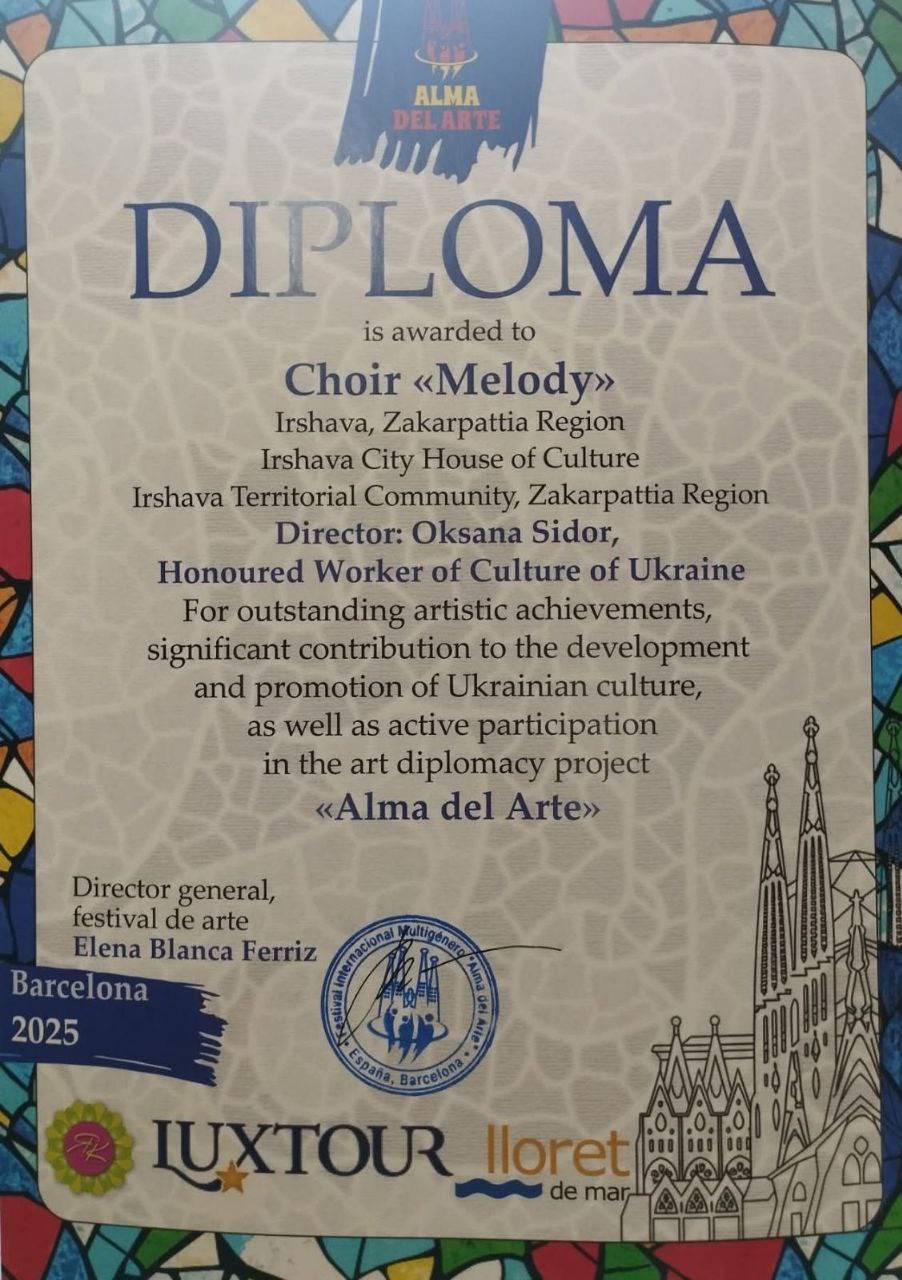 ALMA
DEL ARTE
DIPLOMA
is awarded to
Choir «Melody»
Irshava, Zakarpattia Region
Irshava City House of Culture
Irshava Territorial Community, Zakarpattia Region
Director: Oksana Sidor,
Honoured Worker of Culture of Ukraine
For outstanding artistic achievements,
significant contribution to the development
and promotion of Ukrainian culture,
as well as active participation
in the art diplomacy project
«Alma del Arte»
Director general,
festival de arte
Elena Blanca Ferriz
Barcelona
2025
Festival Internacional Multigénero "Alma del Arte"
España, Barcelona
LUXTOUR
lloret
de mar